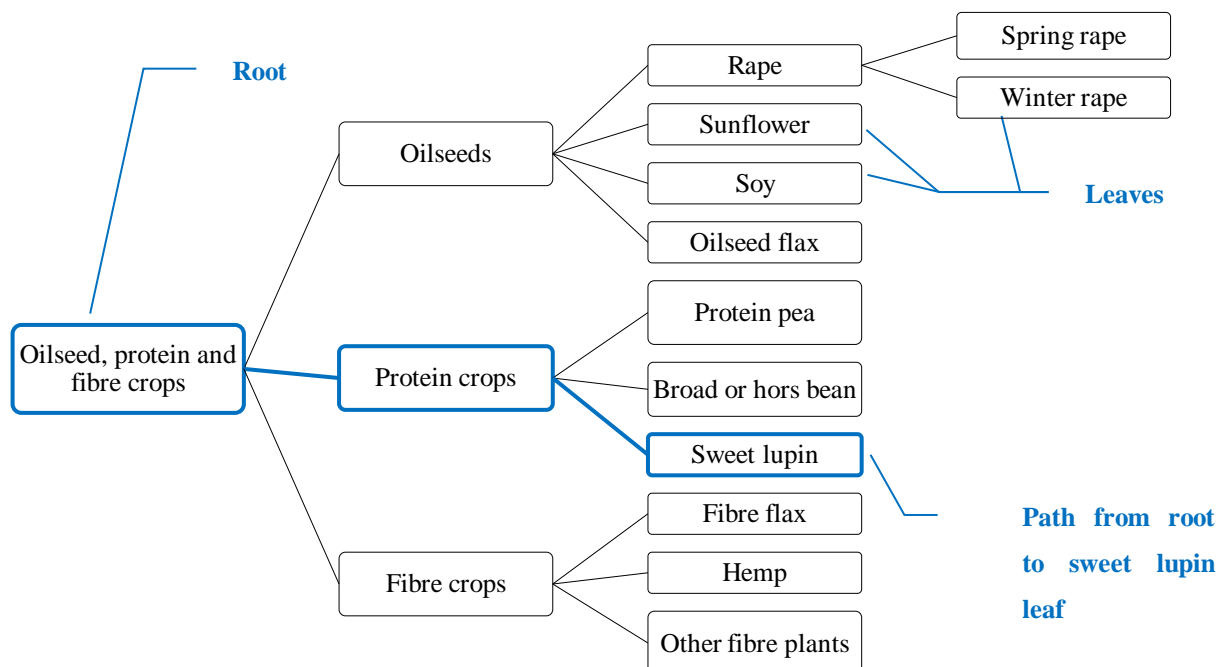 Root
Rape
Spring rape
Winter rape
Oilseeds
Sunflower
Soy
Oilseed flax
Leaves
Oilseed, protein and
fibre crops
Protein crops
Protein pea
Broad or hors bean
Sweet lupin
Path from root
to sweet lupin
leaf
Fibre crops
Fibre flax
Hemp
Other fibre plants